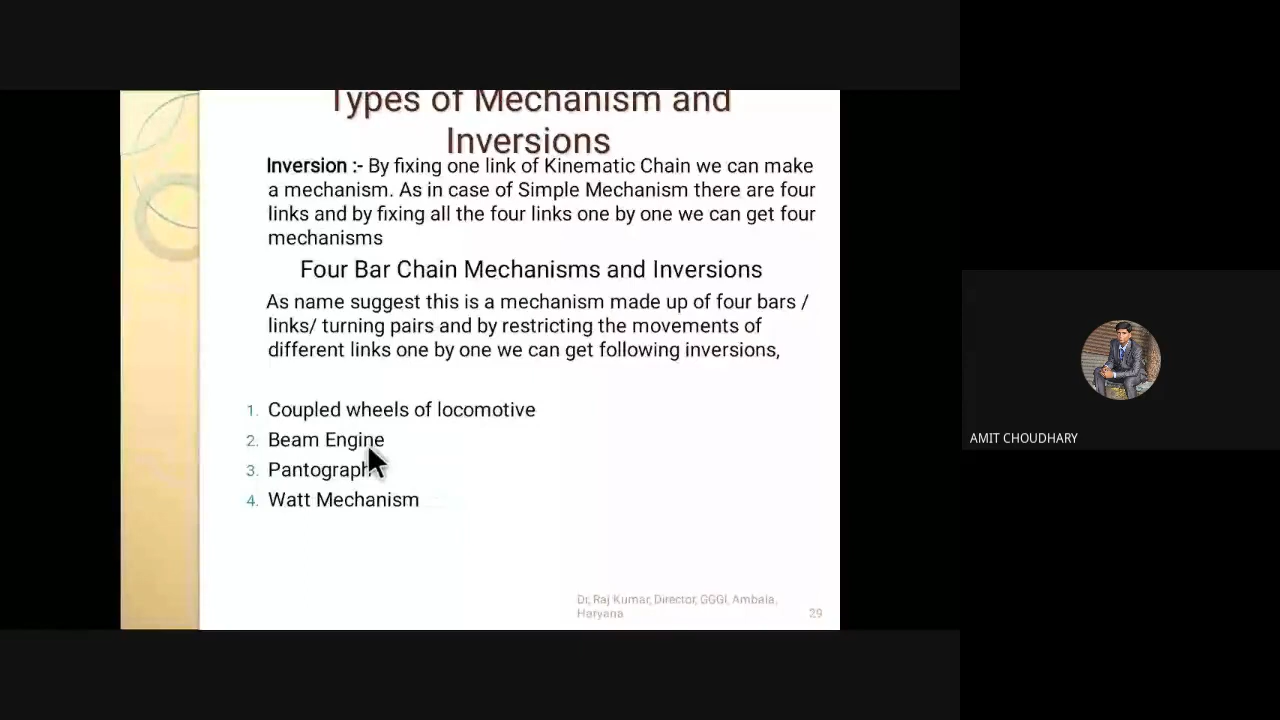 Types of Mechanism and
Inversions
Inversion :- By fixing one link of Kinematic Chain we can make
a mechanism. As in case of Simple Mechanism there are four
links and by fixing all the four links one by one we can get four
mechanisms
Four Bar Chain Mechanisms and Inversions
As name suggest this is a mechanism made up of four bars /
links/ turning pairs and by restricting the movements of
different links one by one we can get following inversions,
1. Coupled wheels of locomotive
2. Beam Engine
3. Pantograph
4. Watt Mechanism
Dr, Raj Kumar, Director, GGGI, Ambala,
Haryana
29
AMIT CHOUDHARY